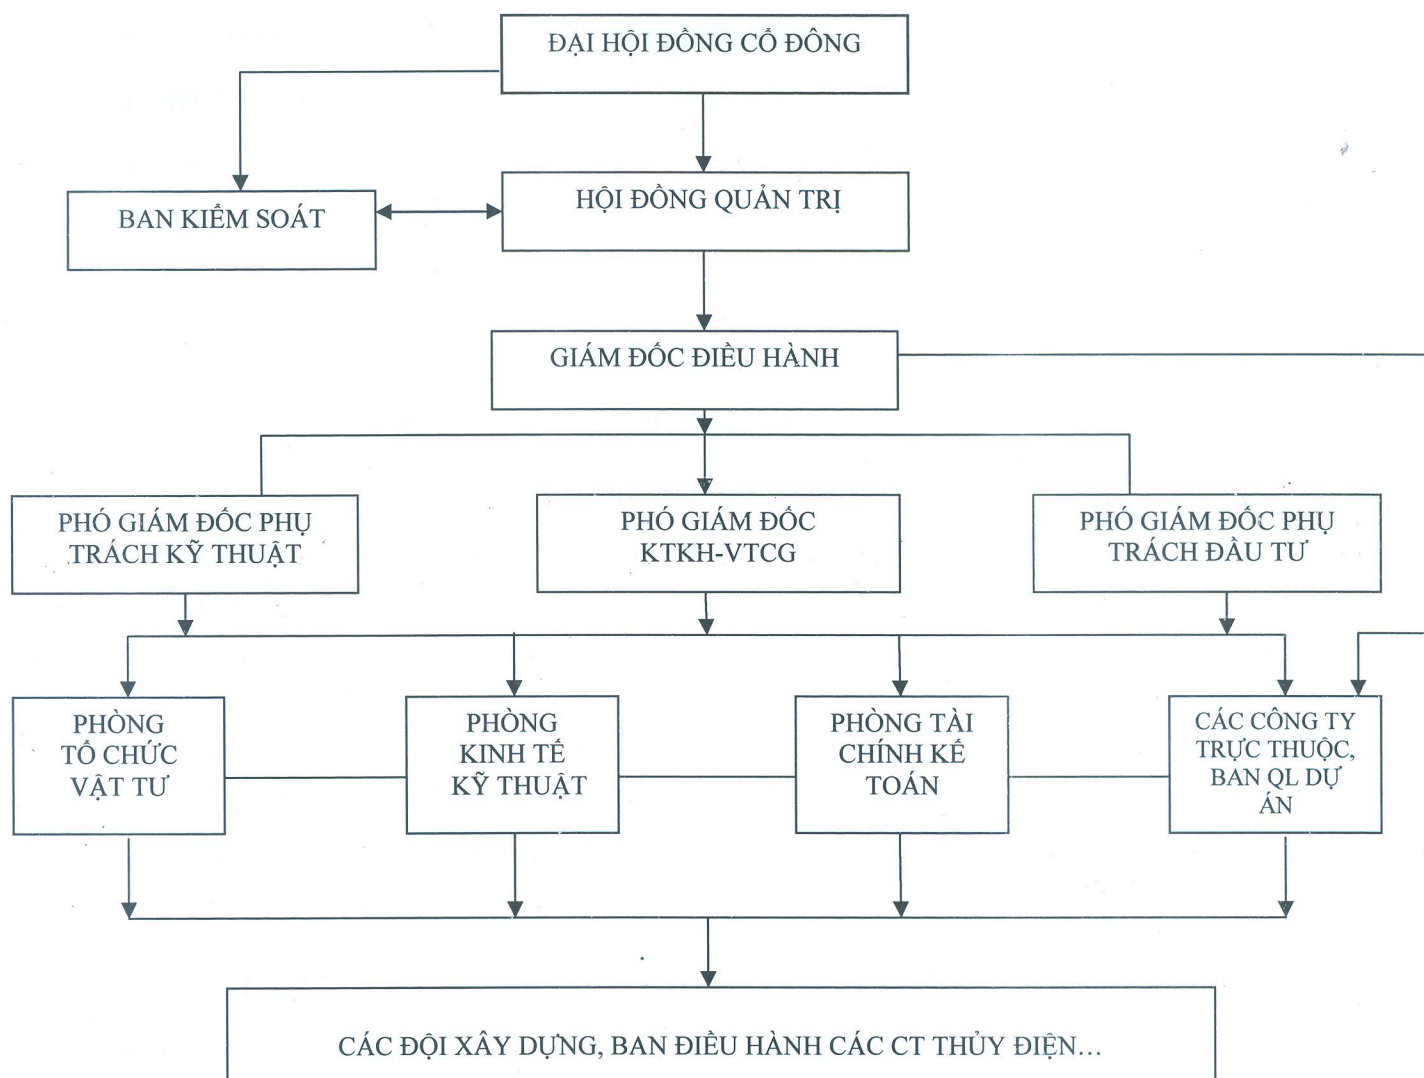 ĐẠI HỘI ĐỒNG CỔ ĐÔNG
HỘI ĐỒNG QUẢN TRỊ
BAN KIỂM SOÁT
GIÁM ĐỐC ĐIỀU HÀNH
PHÓ GIÁM ĐỐC PHỤ
TRÁCH KỸ THUẬT
PHÓ GIÁM ĐỐC
KTKH-VTCG
PHÓ GIÁM ĐỐC PHỤ
TRÁCH ĐẦU TƯ
PHÒNG
TỔ CHỨC
VẬT TƯ
PHÒNG
KINH TẾ
KỸ THUẬT
PHÒNG TÀI
CHÍNH KẾ
TOÁN
CÁC CÔNG TY
TRỰC THUỘC,
BAN QL DỰ
ÁN
CÁC ĐỘI XÂY DỰNG, BAN ĐIỀU HÀNH CÁC CT THỦY ĐIỆN…